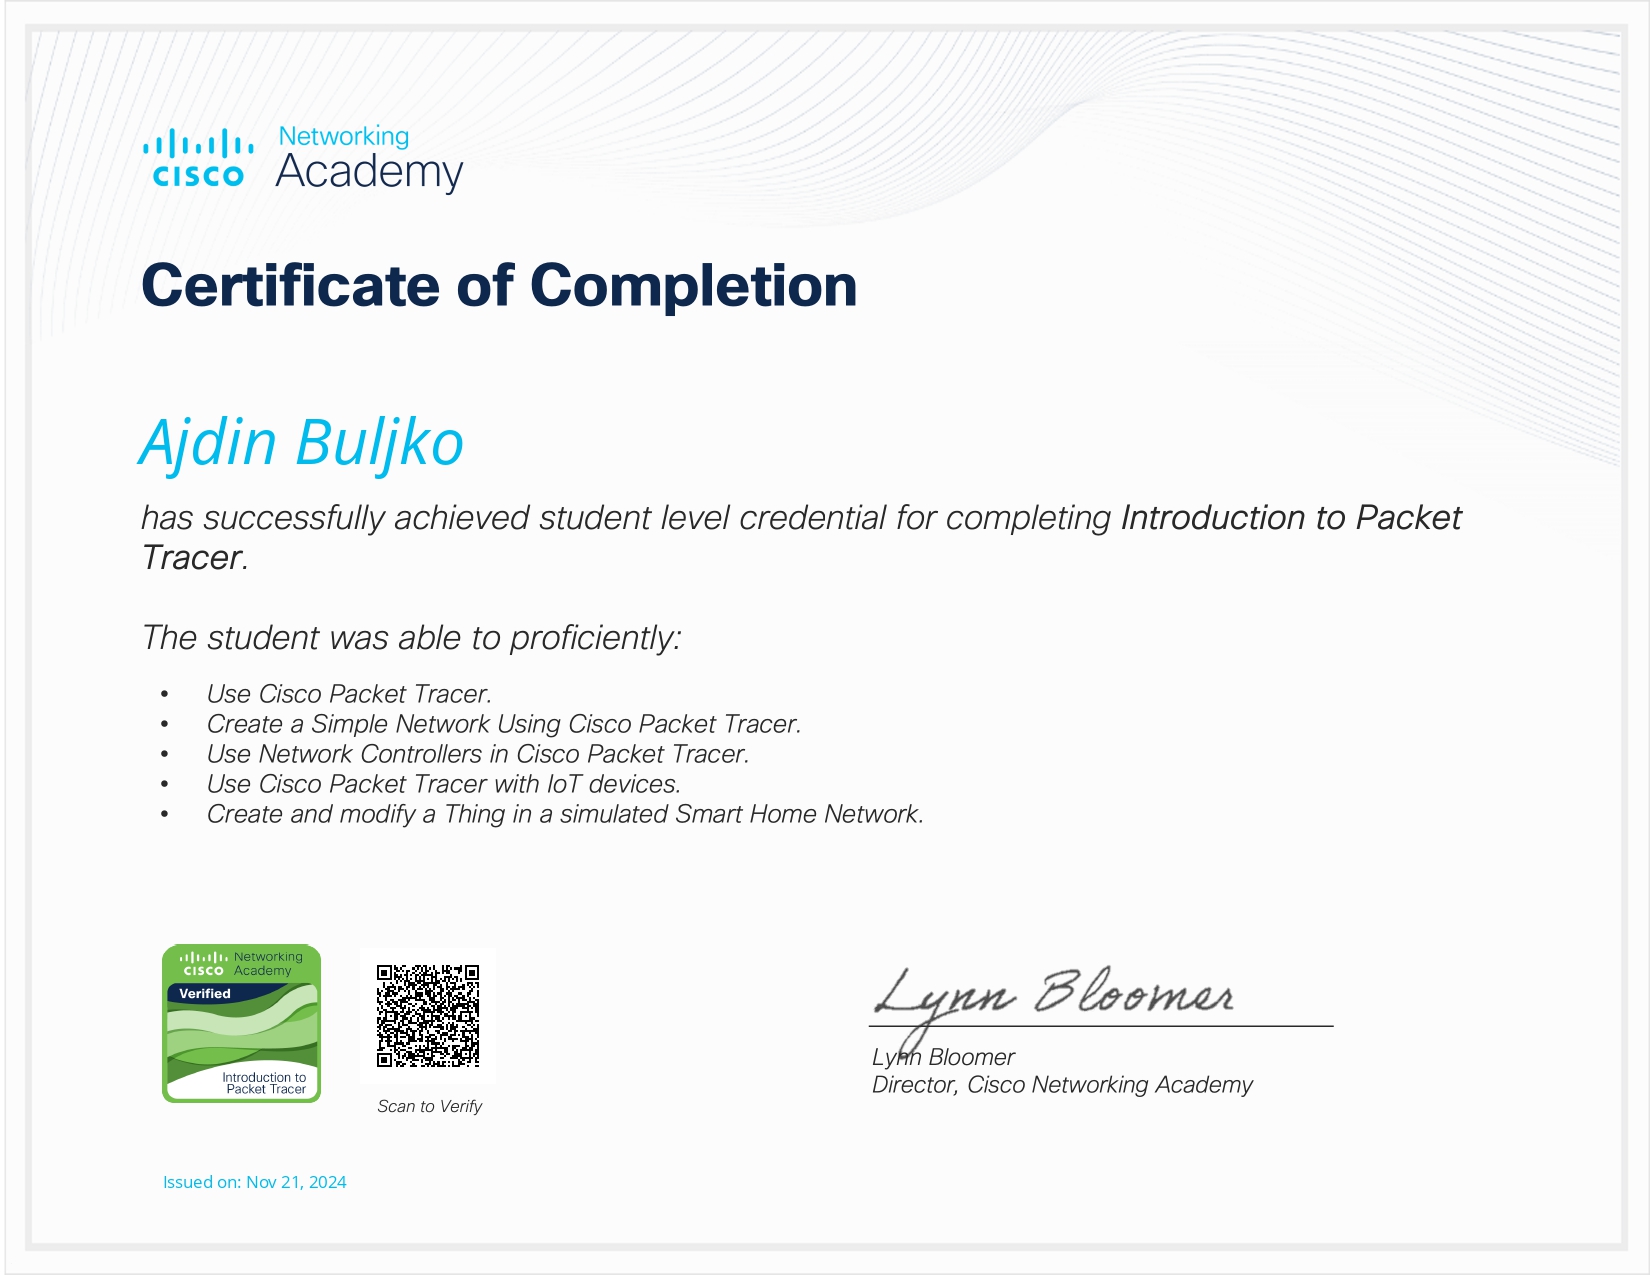 CISCO
Networking
Academy
Certificate of Completion
Ajdin Buljko
has successfully achieved student level credential for completing Introduction to Packet
Tracer.
The student was able to proficiently:
• Use Cisco Packet Tracer.
• Create a Simple Network Using Cisco Packet Tracer.
• Use Network Controllers in Cisco Packet Tracer.
• Use Cisco Packet Tracer with IoT devices.
• Create and modify a Thing in a simulated Smart Home Network.
CISCO
Networking
Academy
Verified
Introduction to
Packet Tracer
Scan to Verify
Lynn Bloomer
Lynn Bloomer
Director, Cisco Networking Academy
Issued on: Nov 21, 2024